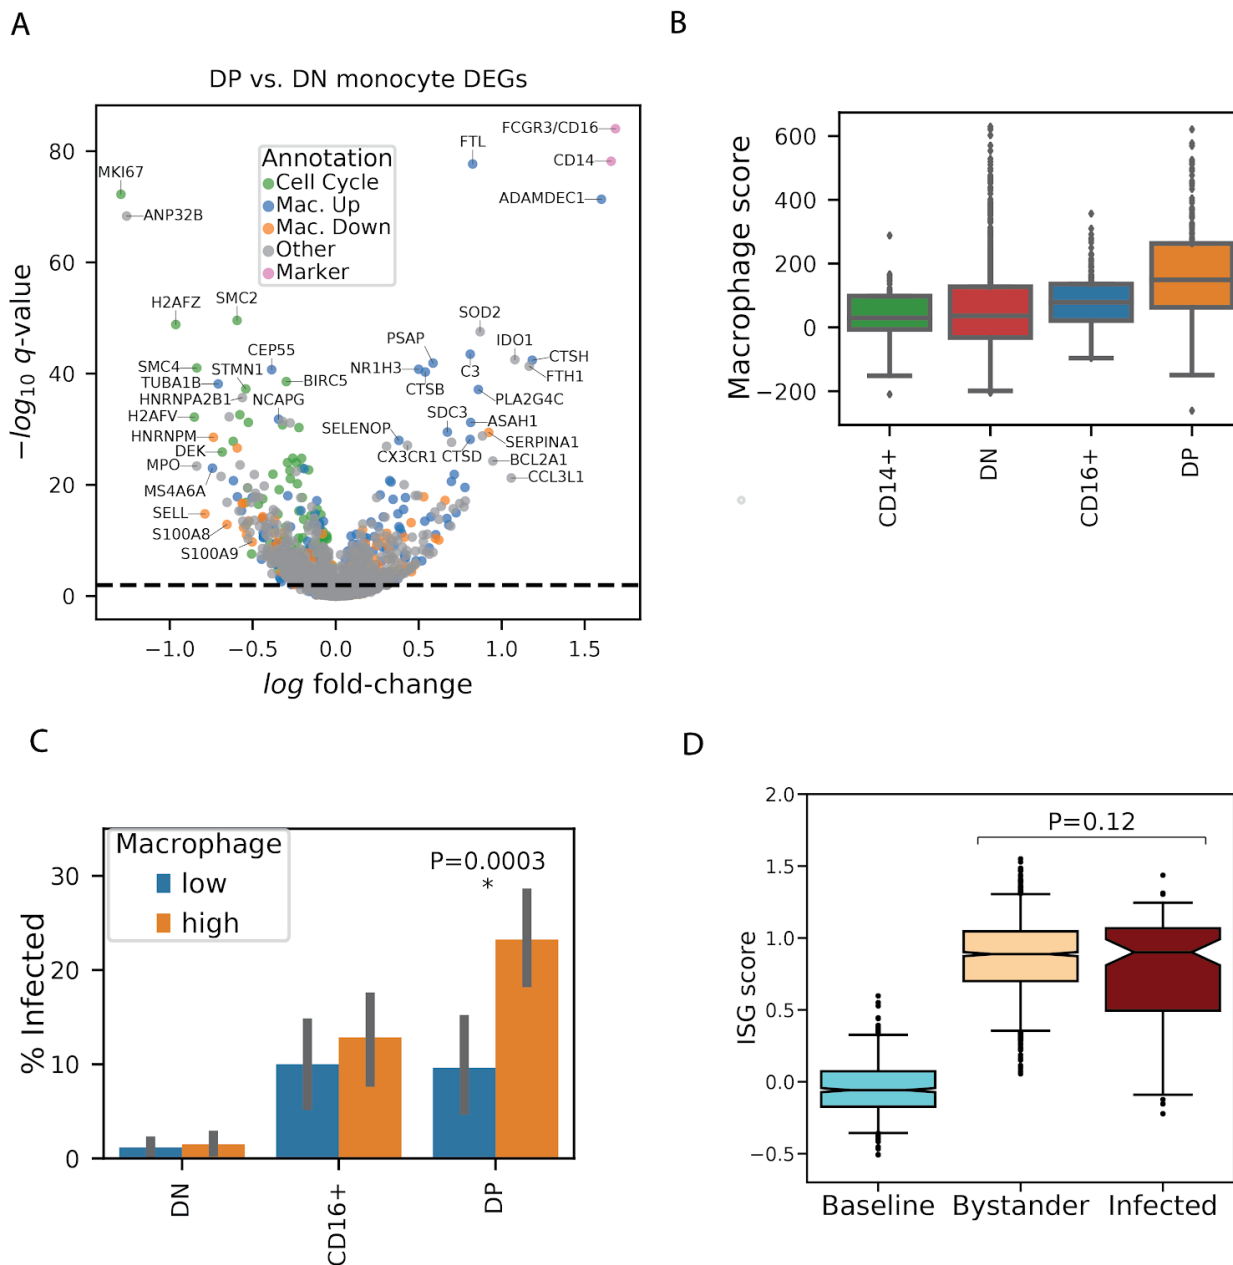 A
DP vs. DN monocyte DEGs
−log10 q-value
80
60
40
20
0
−1.0 −0.5 0.0 0.5 1.0 1.5
log fold-change
Annotation
Cell Cycle
Mac. Up
Mac. Down
Other
Marker
FCGR3/CD16
FTL
CD14
MKI67
ADAMDEC1
ANP32B
H2AFZ
SMC2
SOD2
PSAP
IDO1
CEP55
CTSH
SMC4
STMN1
NR1H3
C3
FTH1
TUBA1B
BIRC5
CTSB
HNRNPA2B1
NCAPG
PLA2G4C
H2AFV
SDC3
ASAH1
HNRNPM
SELENOP
SERPINA1
DEK
CX3CR1
CTSD
BCL2A1
MPO
CCL3L1
MS4A6A
SELL
S100A8
S100A9
B
Macrophage score
600
400
200
0
−200
CD14+
DN
CD16+
DP
C
% Infected
30
20
10
0
Macrophage
low
high
P=0.0003
*
DN
CD16+
DP
D
ISG score
2.0
1.5
1.0
0.5
0.0
−0.5
P=0.12
Baseline Bystander Infected